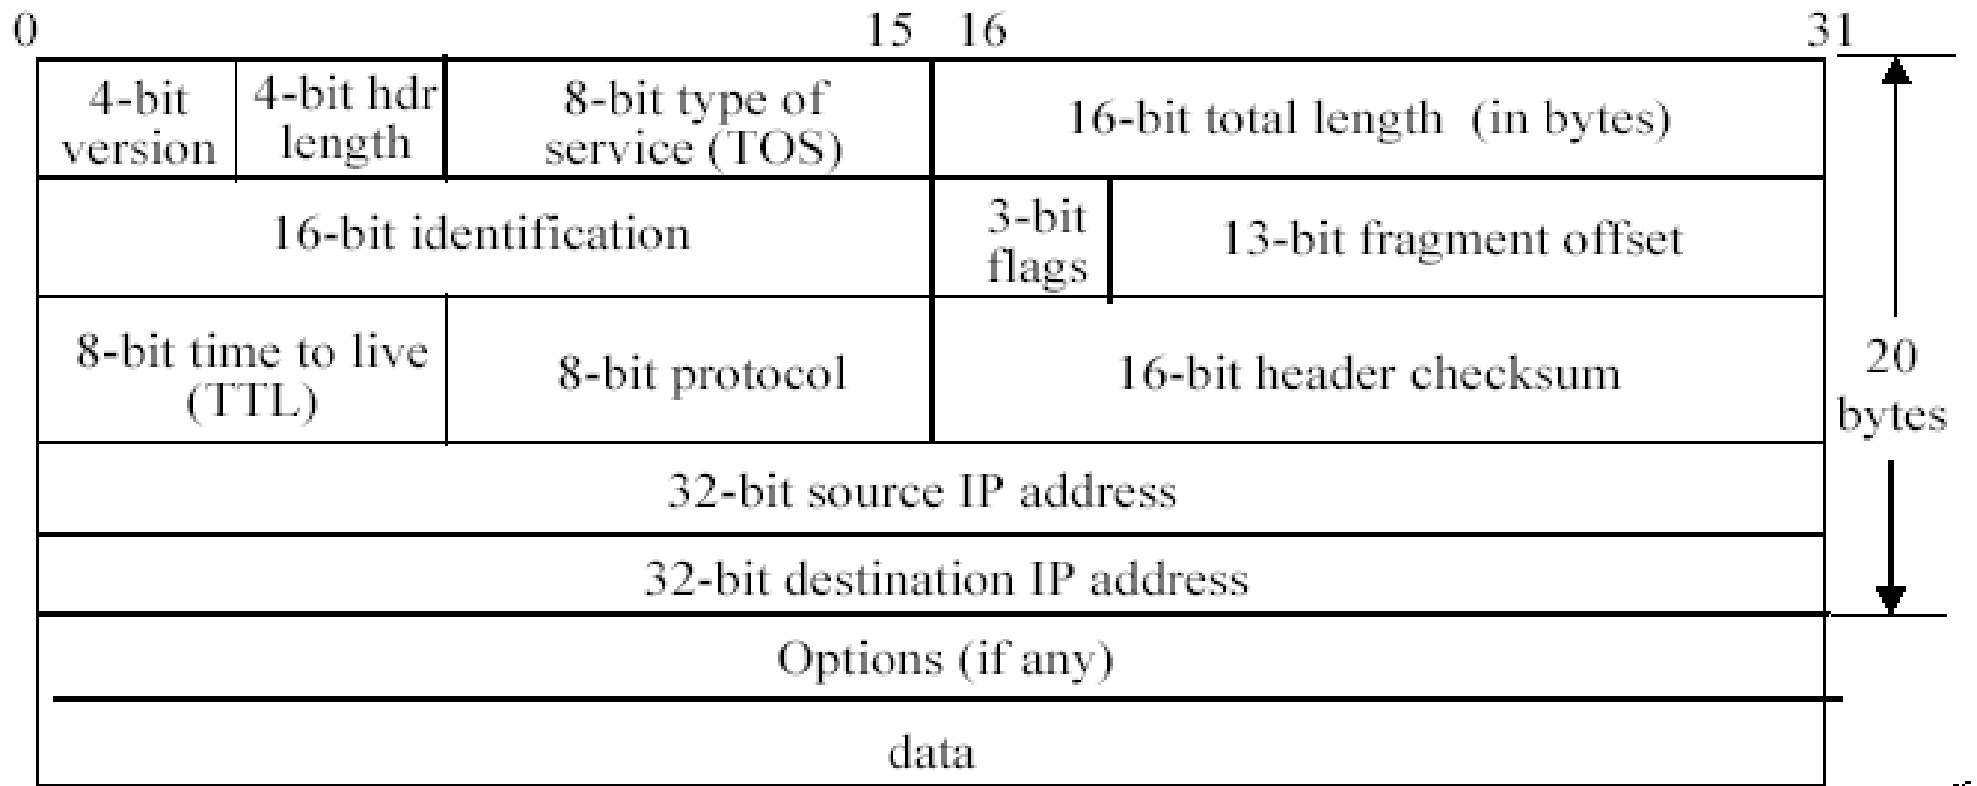 0 15 16 31
4-bit version
4-bit hdr length
8-bit type of service (TOS)
16-bit total length (in bytes)
16-bit identification
3-bit flags
13-bit fragment offset
8-bit time to live (TTL)
8-bit protocol
16-bit header checksum
20 bytes
32-bit source IP address
32-bit destination IP address
Options (if any)
data